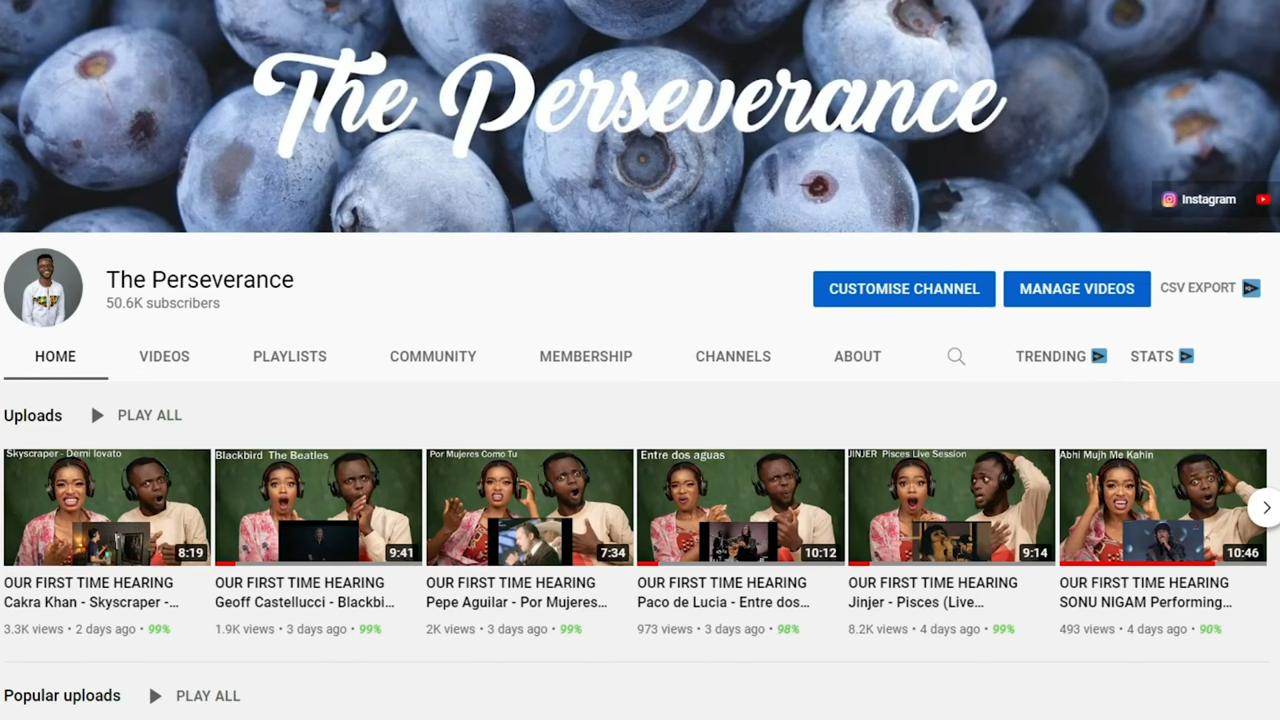 The Perseverance
Instagram
The Perseverance
50.6K subscribers
CUSTOMISE CHANNEL
MANAGE VIDEOS
CSV EXPORT
HOME
VIDEOS
PLAYLISTS
COMMUNITY
MEMBERSHIP
CHANNELS
ABOUT
TRENDING
STATS
Uploads
PLAY ALL
Skyscraper - Demi lovato
8:19
OUR FIRST TIME HEARING
Cakra Khan - Skyscraper -...
3.3K views • 2 days ago • 99%
Blackbird The Beatles
9:41
OUR FIRST TIME HEARING
Geoff Castellucci - Blackbi...
1.9K views • 3 days ago • 99%
Por Mujeres Como Tu
7:34
OUR FIRST TIME HEARING
Pepe Aguilar - Por Mujeres...
2K views • 3 days ago • 99%
Entre dos aguas
10:12
OUR FIRST TIME HEARING
Paco de Lucia - Entre dos...
973 views • 3 days ago • 98%
JINJER Pisces Live Session
9:14
OUR FIRST TIME HEARING
Jinjer - Pisces (Live...
8.2K views • 4 days ago • 99%
Abhi Mujh Me Kahin
10:46
OUR FIRST TIME HEARING
SONU NIGAM Performing...
493 views • 4 days ago • 90%
Popular uploads
PLAY ALL